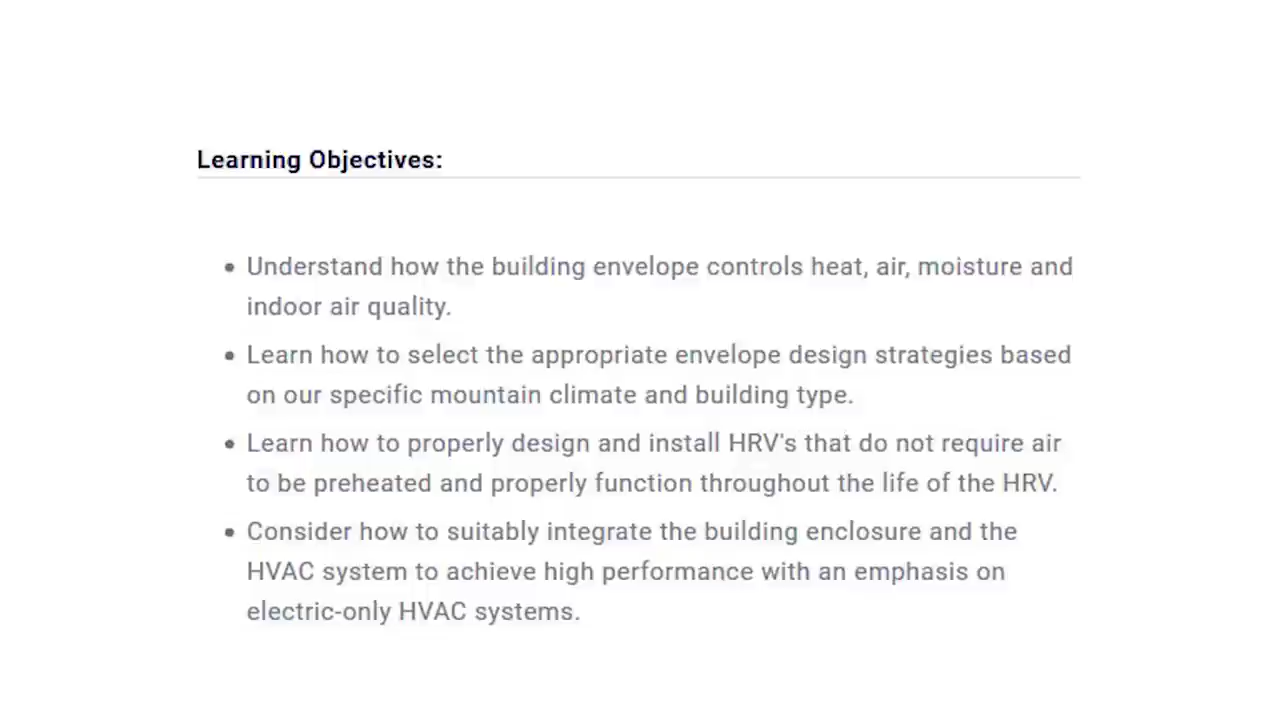 Learning Objectives:
• Understand how the building envelope controls heat, air, moisture and
indoor air quality.
• Learn how to select the appropriate envelope design strategies based
on our specific mountain climate and building type.
• Learn how to properly design and install HRV's that do not require air
to be preheated and properly function throughout the life of the HRV.
• Consider how to suitably integrate the building enclosure and the
HVAC system to achieve high performance with an emphasis on
electric-only HVAC systems.